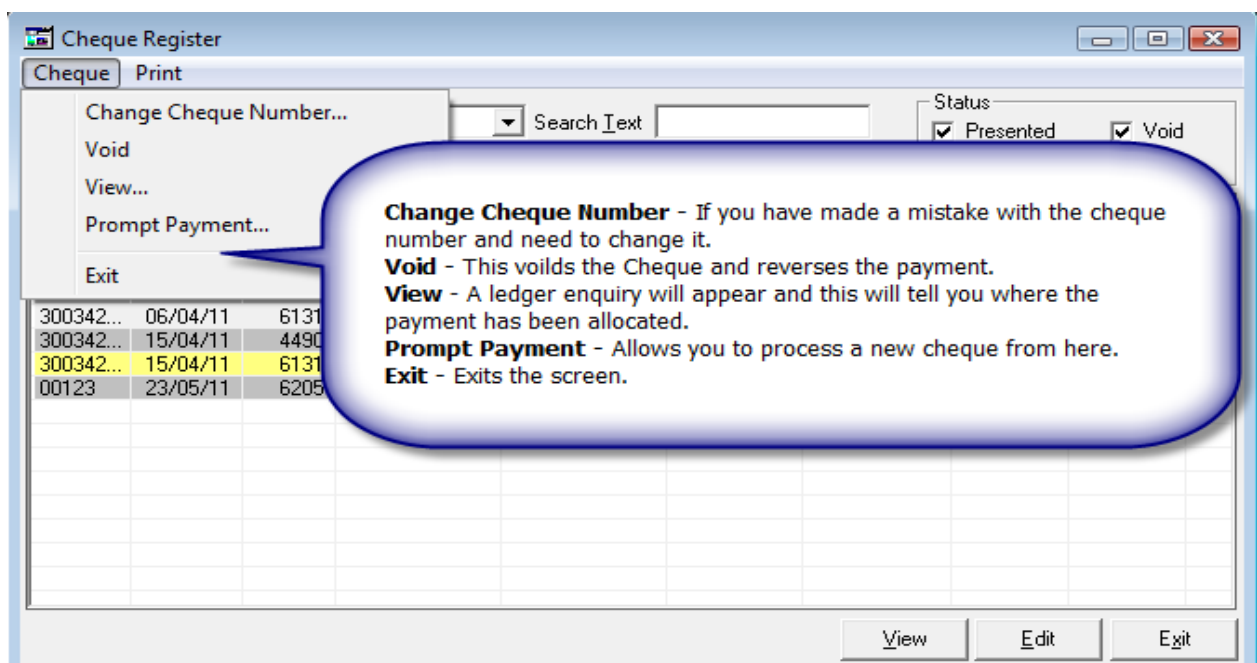 Cheque Register
Cheque Print
Change Cheque Number...
Void
View...
Prompt Payment...
Exit
Search Text
Status
Presented Void
Change Cheque Number - If you have made a mistake with the cheque
number and need to change it.
Void - This voilds the Cheque and reverses the payment.
View - A ledger enquiry will appear and this will tell you where the
payment has been allocated.
Prompt Payment - Allows you to process a new cheque from here.
Exit - Exits the screen.
300342... 06/04/11 6131
300342... 15/04/11 4490
300342... 15/04/11 6131
00123 23/05/11 6205
View Edit Exit